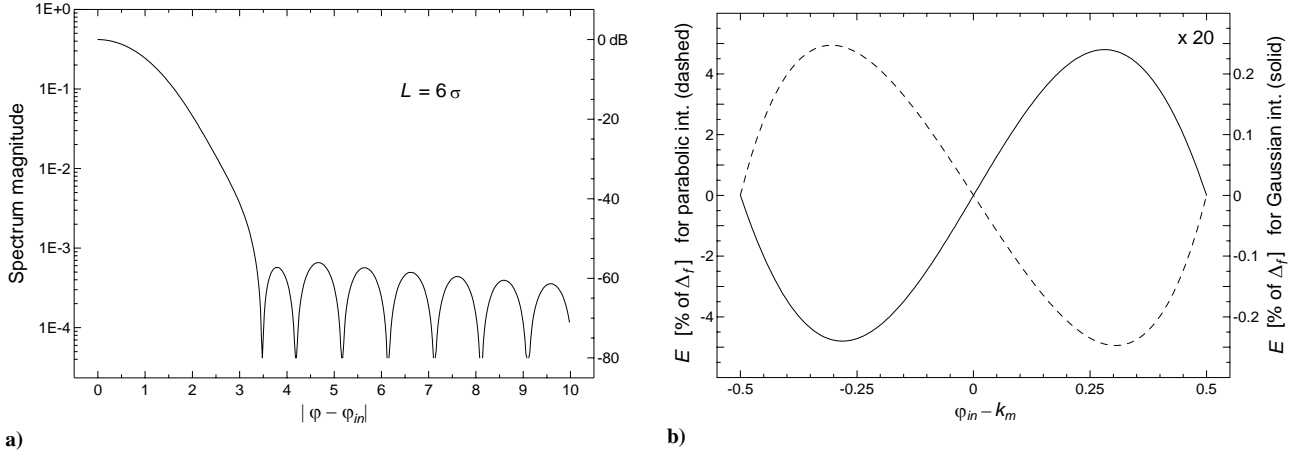 1E+0
1E-1
1E-2
1E-3
1E-4
Spectrum magnitude
0 dB
-20
-40
-60
-80
L = 6 σ
0 1 2 3 4 5 6 7 8 9 10
| φ – φin|
a)
x 20
4
2
0
-2
-4
E [% of Δf ] for parabolic int. (dashed)
0.2
0.1
0
-0.1
-0.2
E [% of Δf ] for Gaussian int. (solid)
-0.5 -0.25 0 0.25 0.5
φin – km
b)